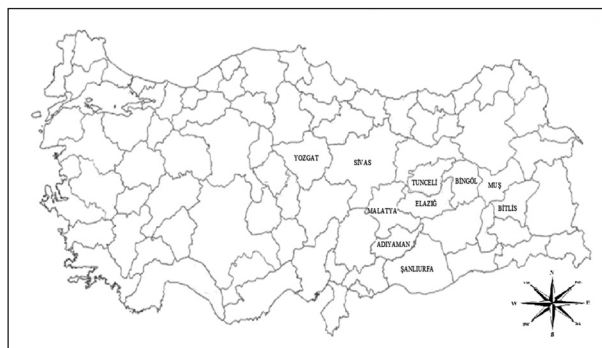 YOZGAT
SİVAS
TUNCELİ
BİNGÖL
MUŞ
MALATYA
ELAZIĞ
BİTLİS
ADIYAMAN
ŞANLIURFA
N
W
E